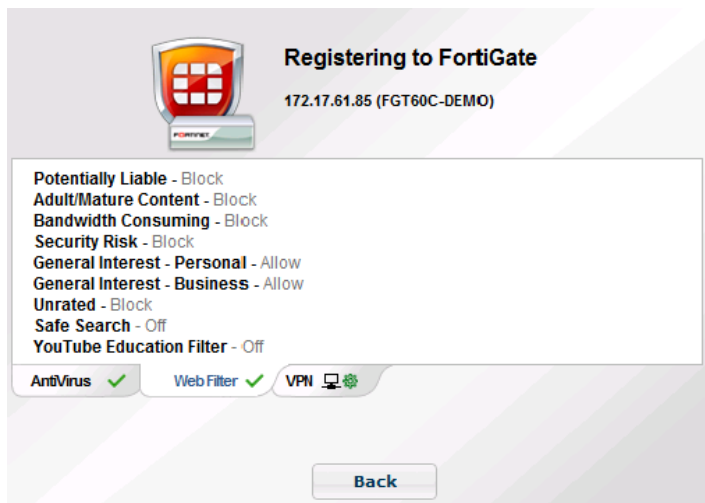 Registering to FortiGate
172.17.61.85 (FGT60C-DEMO)
FORTINET
Potentially Liable - Block
Adult/Mature Content - Block
Bandwidth Consuming - Block
Security Risk - Block
General Interest - Personal - Allow
General Interest - Business - Allow
Unrated - Block
Safe Search - Off
YouTube Education Filter - Off
AntiVirus Web Filter VPN
Back